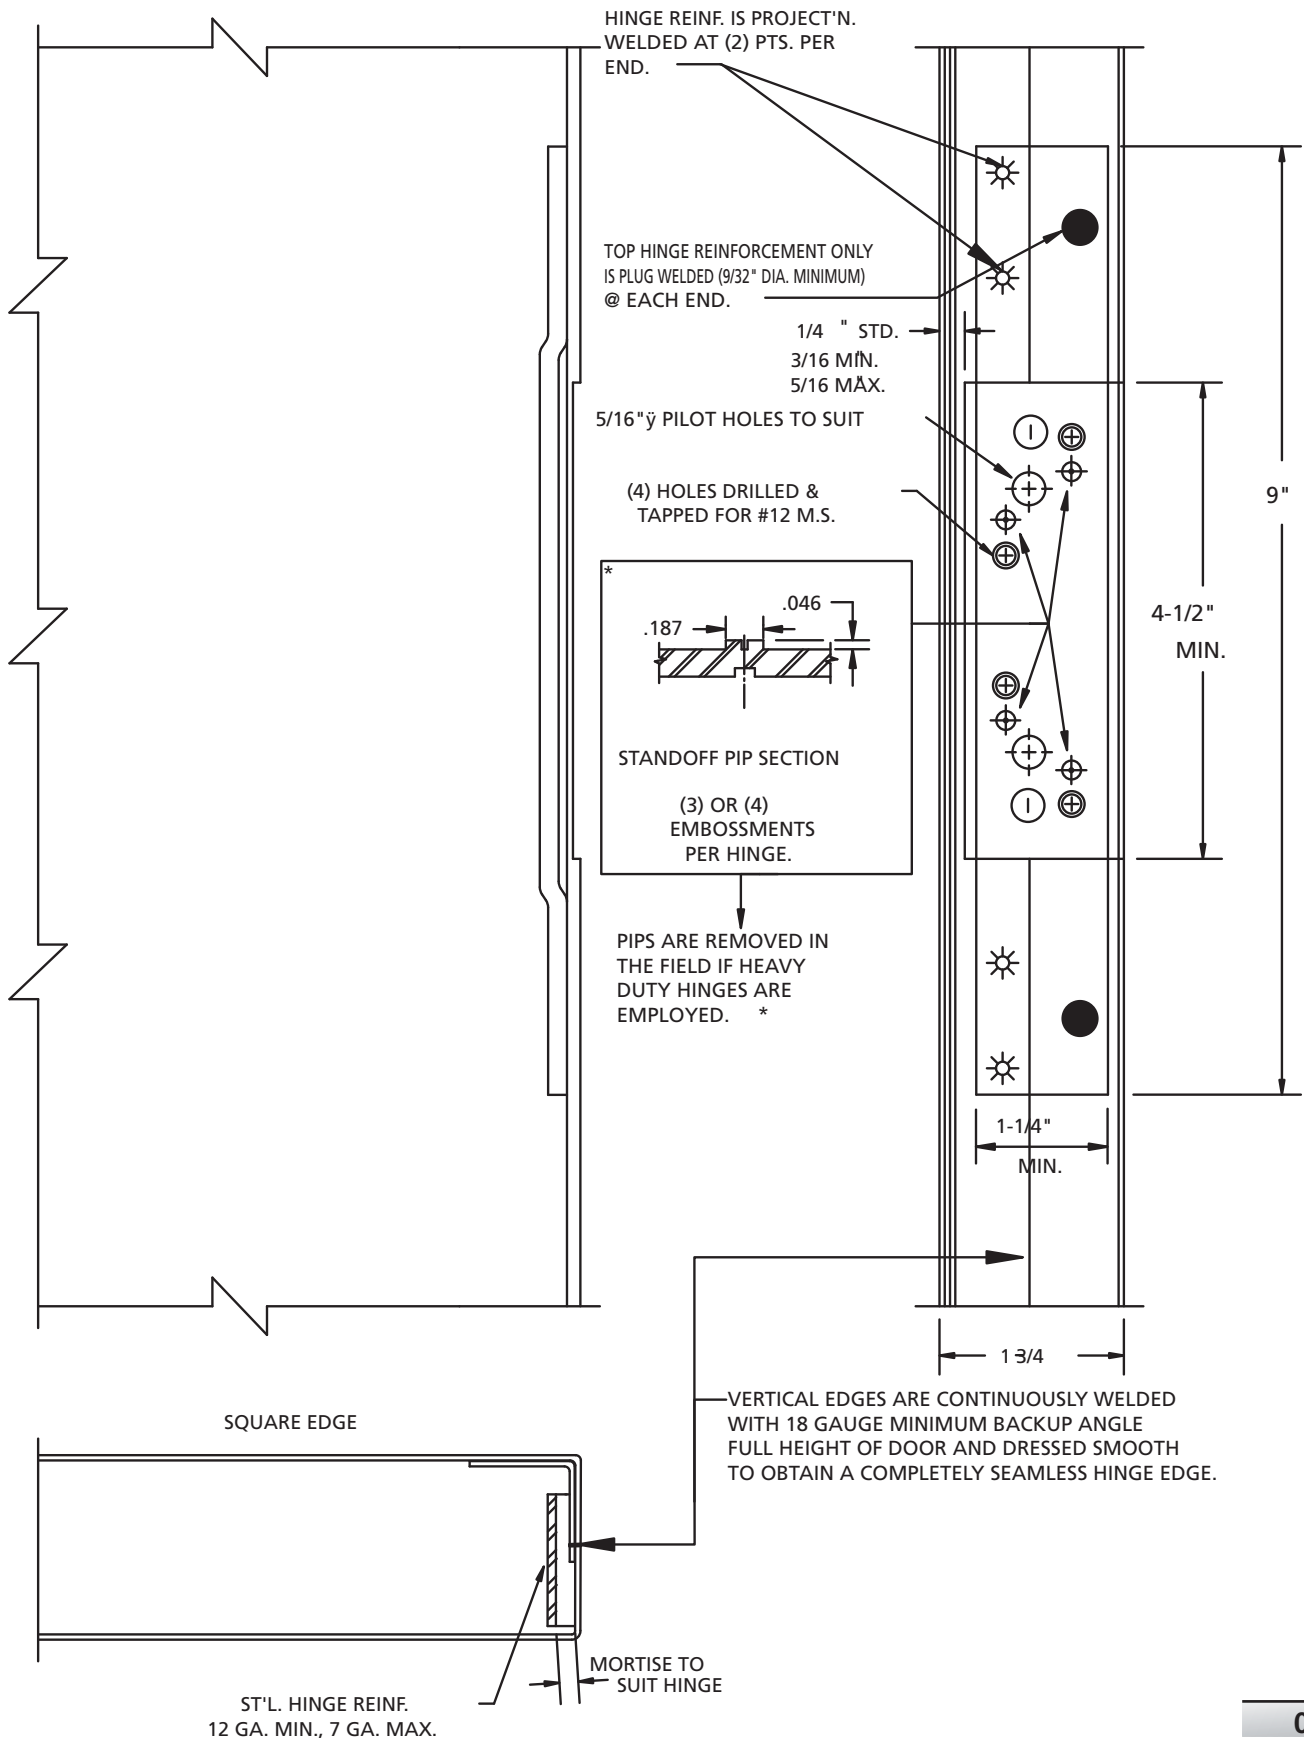 HINGE REINF. IS PROJECT'N.
WELDED AT (2) PTS. PER
END.
TOP HINGE REINFORCEMENT ONLY
IS PLUG WELDED (9/32" DIA. MINIMUM)
@ EACH END.
1/4 " STD.
3/16 MIN."
5/16 MAX."
5/16"ÿ PILOT HOLES TO SUIT
(4) HOLES DRILLED &
TAPPED FOR #12 M.S.
9"
*
.046
.187
4-1/2"
MIN.
STANDOFF PIP SECTION
(3) OR (4)
EMBOSSMENTS
PER HINGE.
PIPS ARE REMOVED IN
THE FIELD IF HEAVY
DUTY HINGES ARE
EMPLOYED. *
1-1/4"
MIN.
1 3/4
VERTICAL EDGES ARE CONTINUOUSLY WELDED
WITH 18 GAUGE MINIMUM BACKUP ANGLE
FULL HEIGHT OF DOOR AND DRESSED SMOOTH
TO OBTAIN A COMPLETELY SEAMLESS HINGE EDGE.
SQUARE EDGE
MORTISE TO
SUIT HINGE
ST'L. HINGE REINF.
12 GA. MIN., 7 GA. MAX.